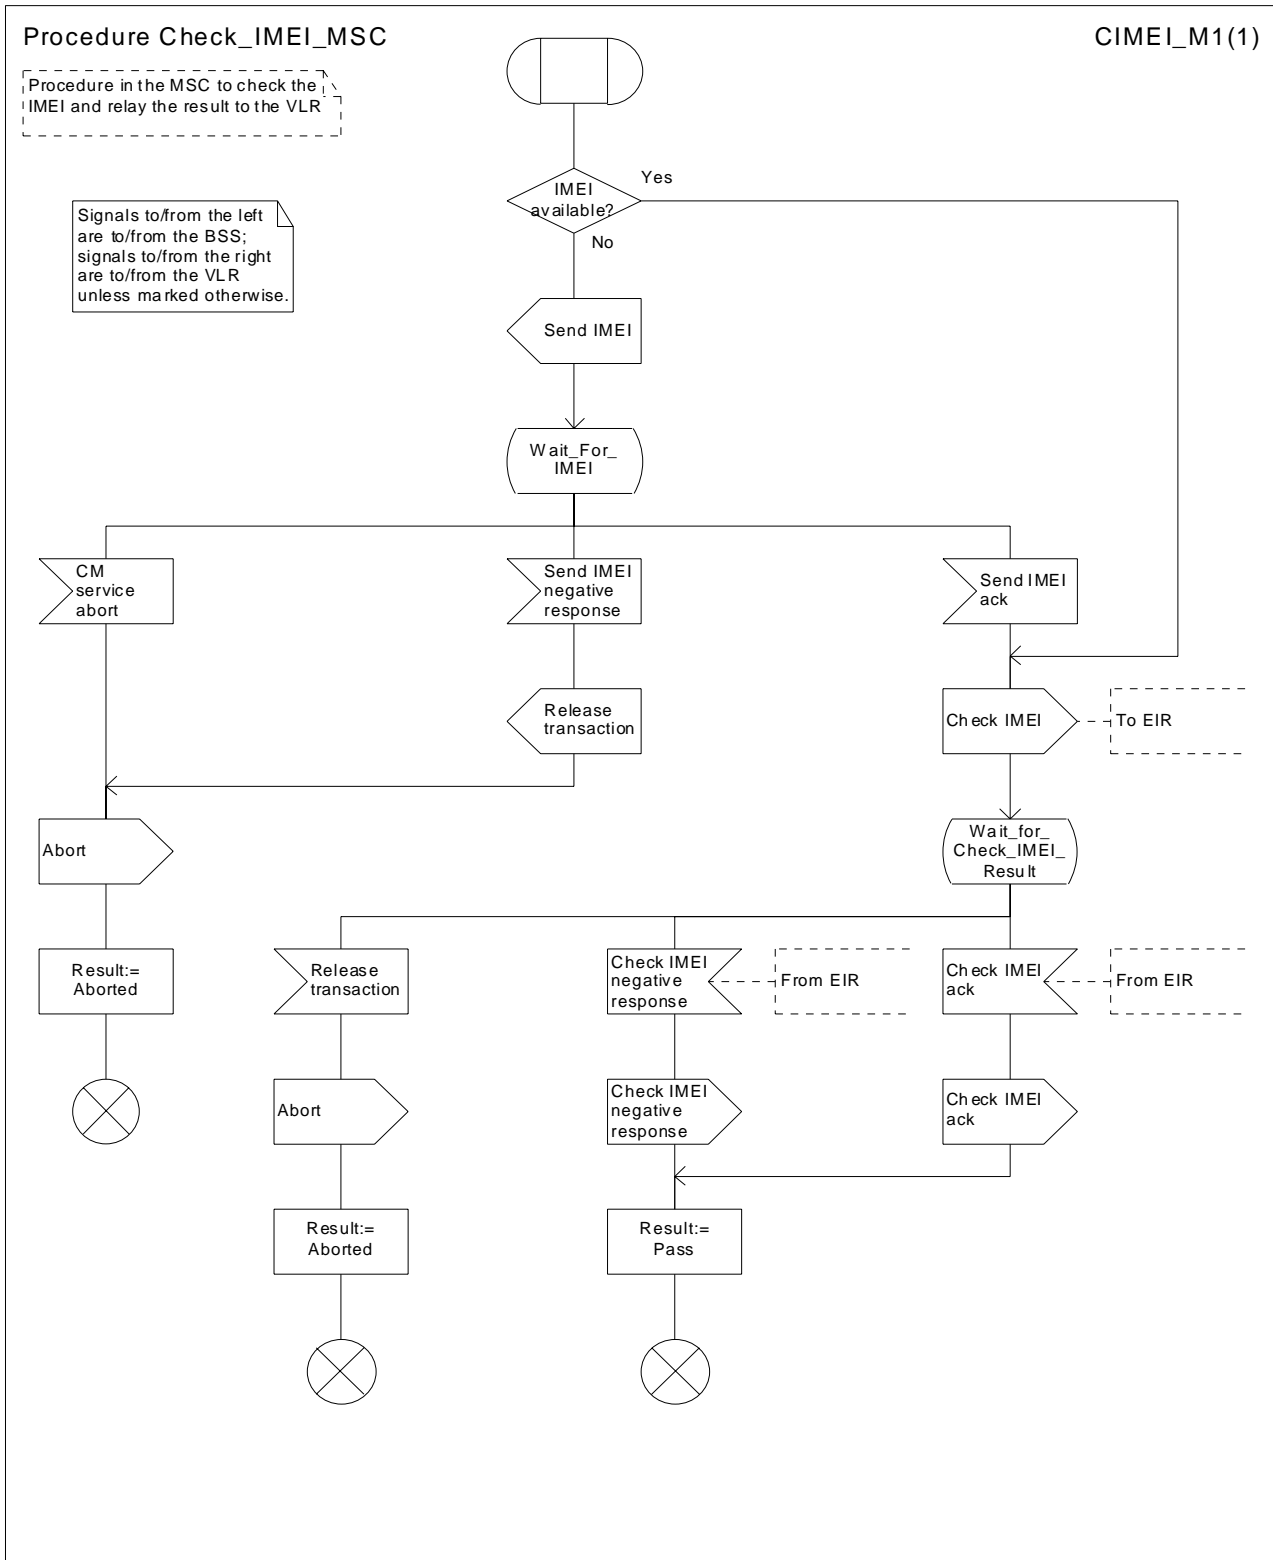 Procedure Check_IMEI_MSC
CIMEI_M1(1)
Procedure in the MSC to check the
IMEI and relay the result to the VLR
Signals to/from the left
are to/from the BSS;
signals to/from the right
are to/from the VLR
unless marked otherwise.
IMEI
available?
Yes
No
Send IMEI
Wait_For_
IMEI
CM
service
abort
Send IMEI
negative
response
Send IMEI
ack
Release
transaction
Check IMEI
To EIR
Abort
Wait_for_
Check_IMEI_
Result
Result:=
Aborted
Release
transaction
Check IMEI
negative
response
From EIR
Check IMEI
ack
From EIR
Abort
Check IMEI
negative
response
Check IMEI
ack
Result:=
Aborted
Result:=
Pass